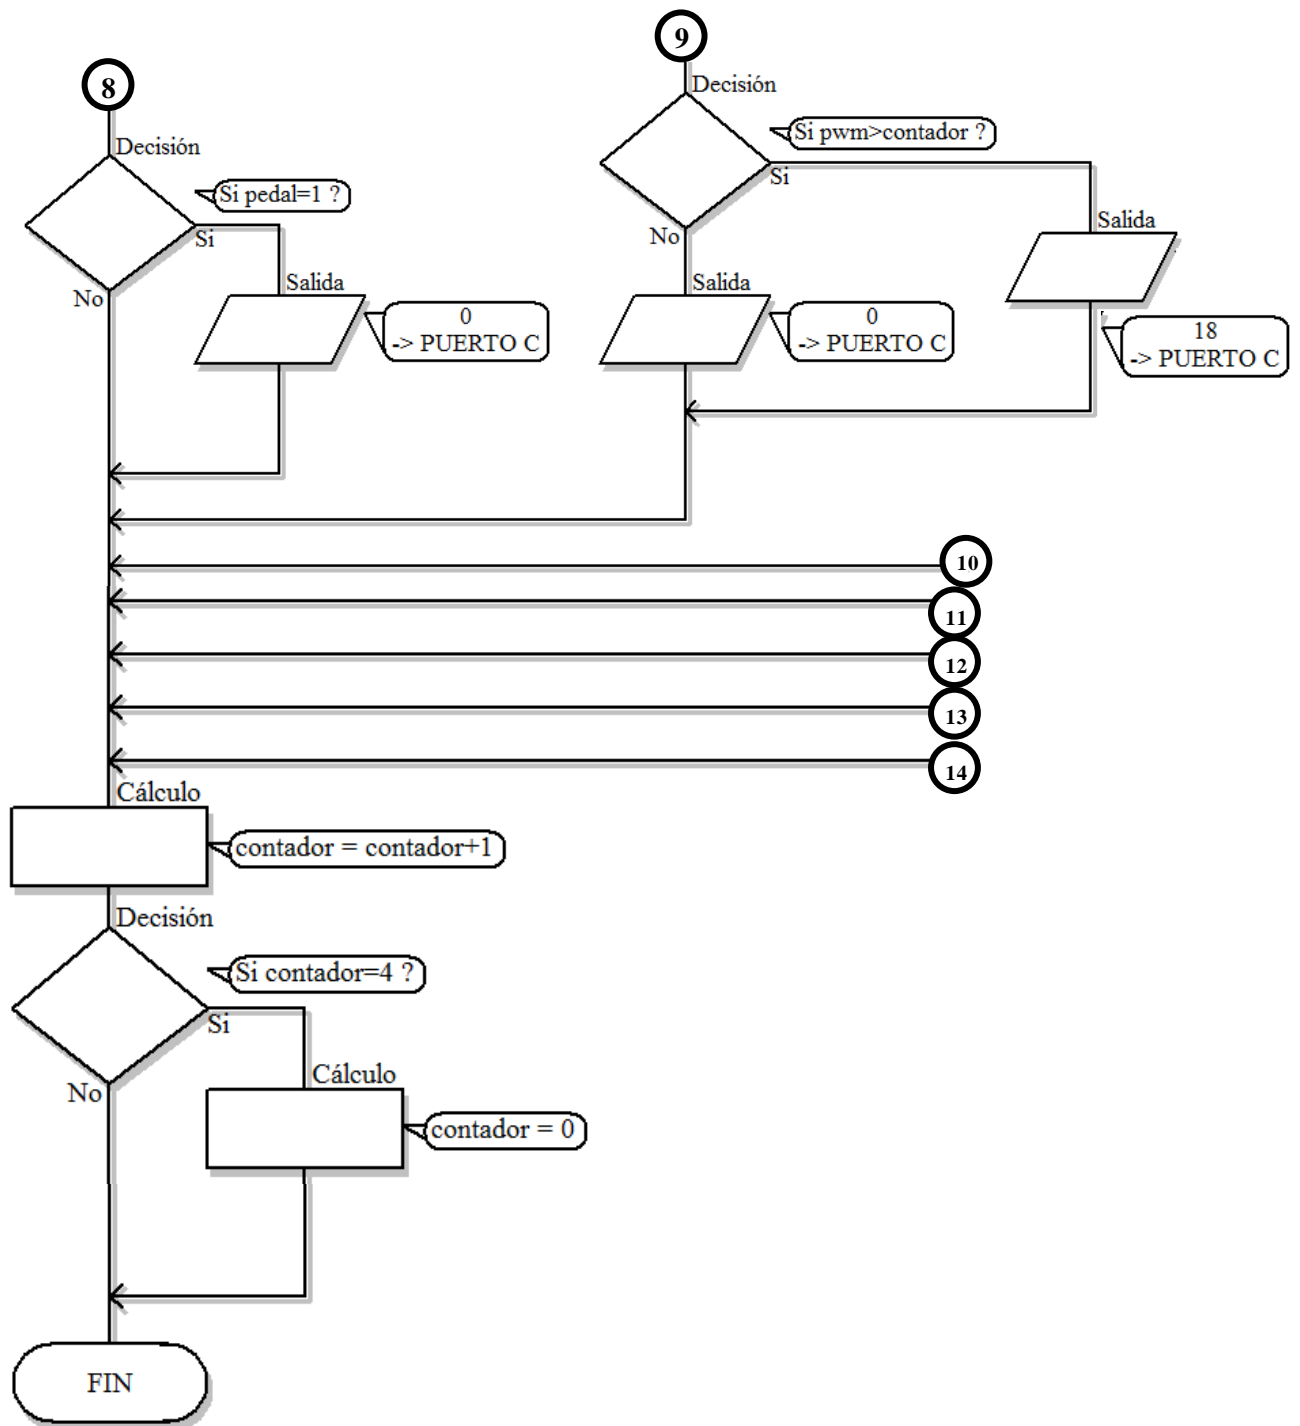 9
8
Decisión
Si pwm>contador ?
Decisión
Si
Si pedal=1 ?
Salida
Si
No
Salida
Salida
No
0
-> PUERTO C
0
-> PUERTO C
18
-> PUERTO C
10
11
12
13
14
Cálculo
contador = contador+1
Decisión
Si contador=4 ?
Si
Cálculo
No
contador = 0
FIN